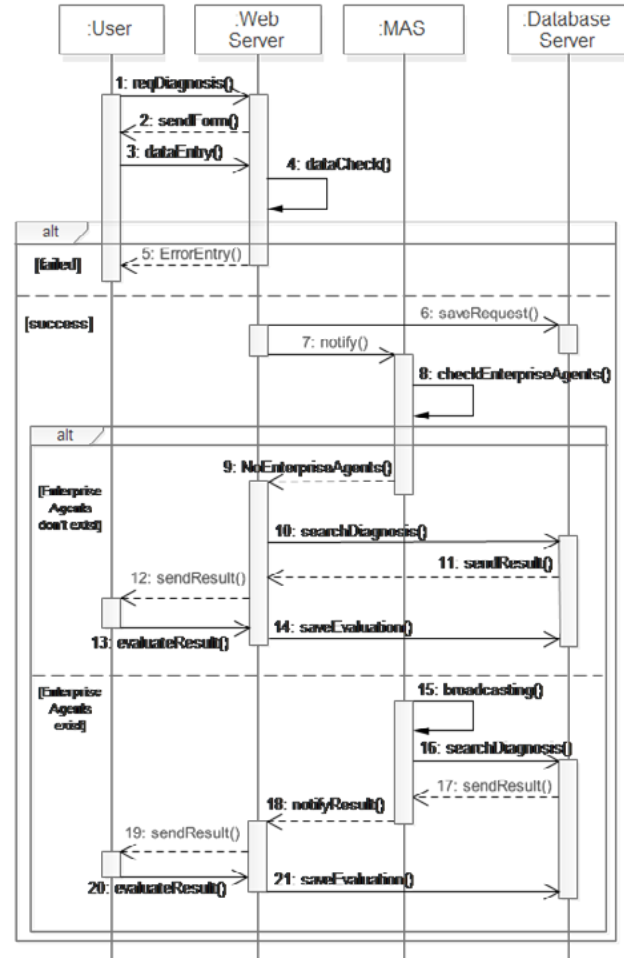 :User
:Web
Server
:MAS
:Database
Server
1: reqDiagnosis()
2: sendForm()
3: dataEntry()
4: dataCheck()
alt
5: ErrorEntry()
[failed]
[success]
6: saveRequest()
7: notify()
8: checkEnterpriseAgents()
alt
9: NoEnterpriseAgents()
[Enterprise
Agents
don't exist]
10: searchDiagnosis()
11: sendResult()
12: sendResult()
13: evaluateResult()
14: saveEvaluation()
[Enterprise
Agents
exist]
15: broadcasting()
16: searchDiagnosis()
17: sendResult()
18: notifyResult()
19: sendResult()
20: evaluateResult()
21: saveEvaluation()